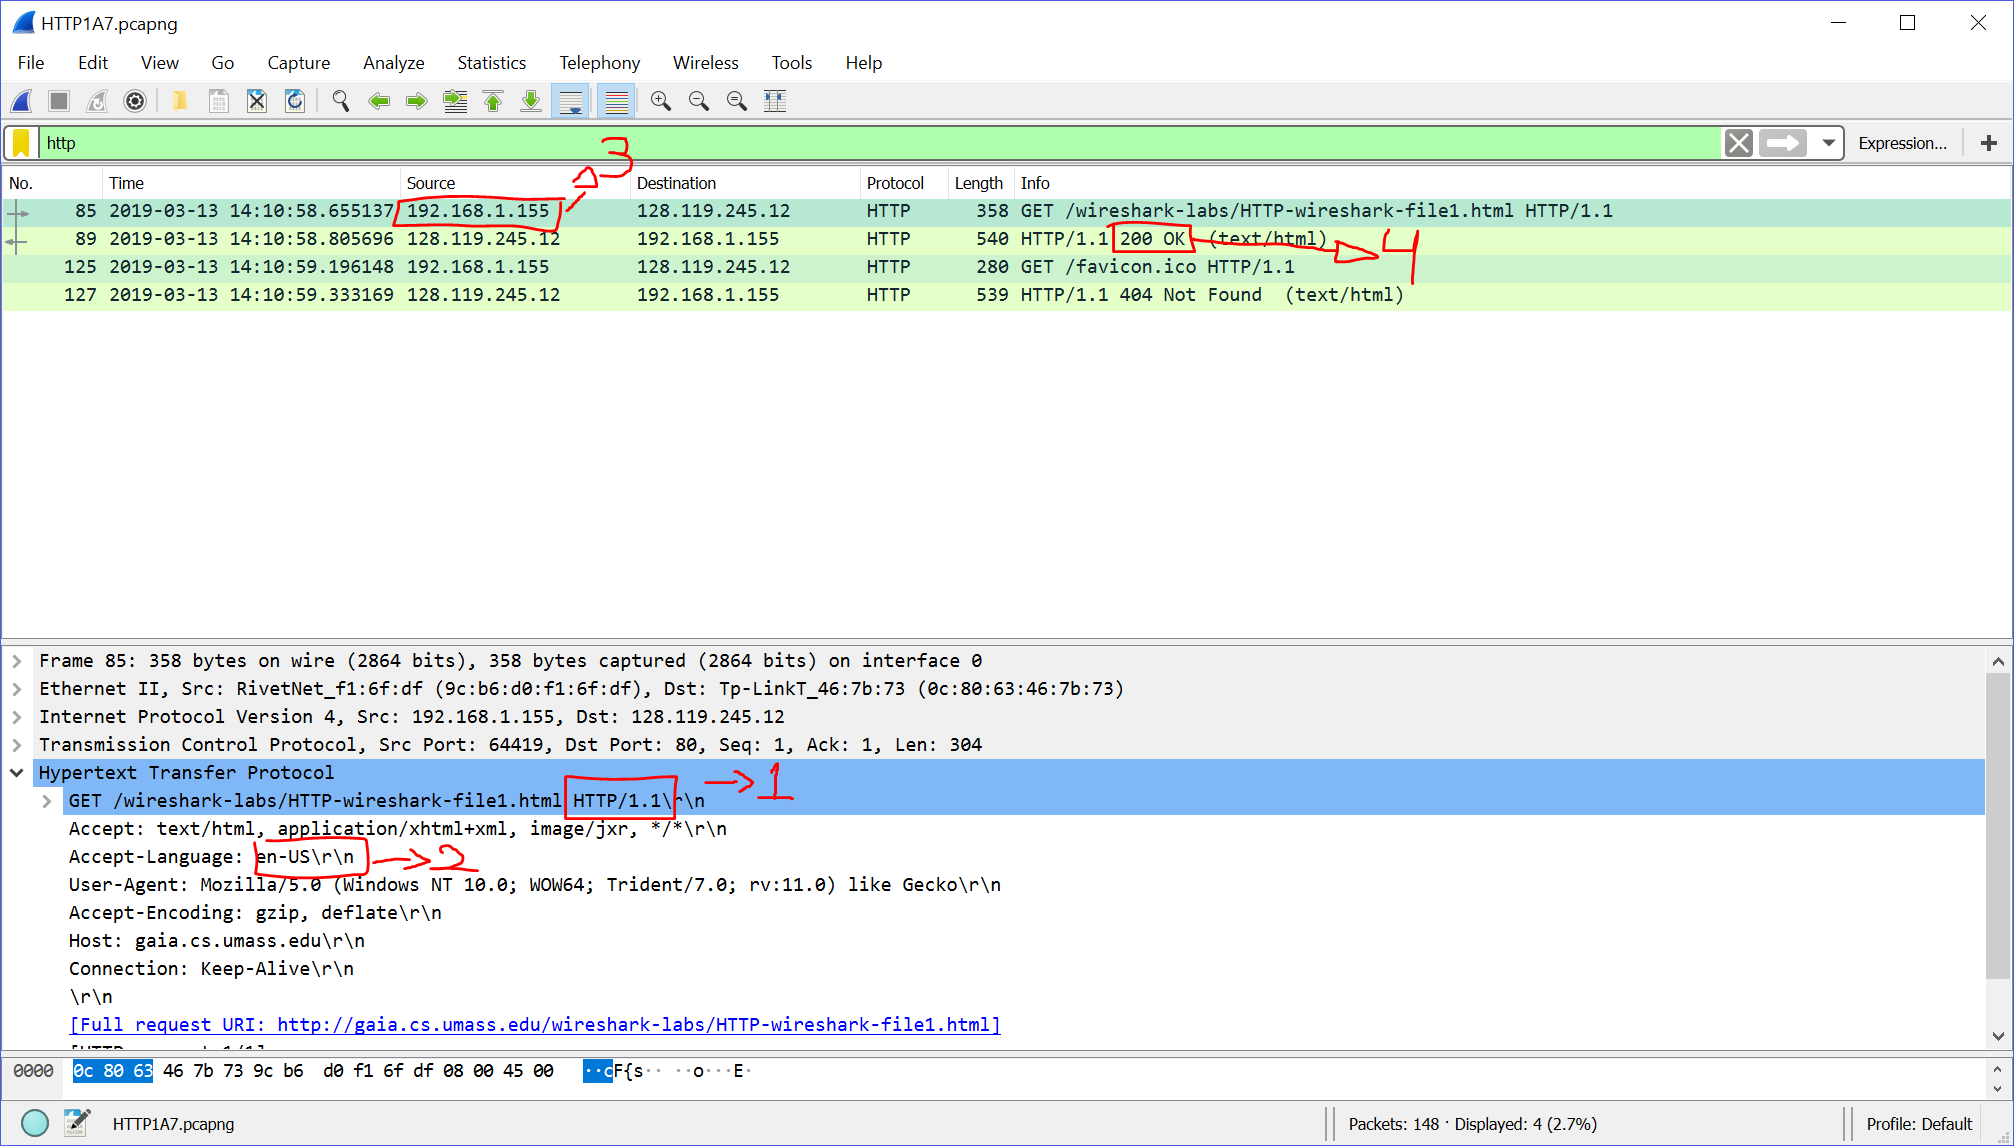 HTTP1A7.pcapng
File Edit View Go Capture Analyze Statistics Telephony Wireless Tools Help
http Expression... +
3
No. Time Source Destination Protocol Length Info
85 2019-03-13 14:10:58.655137 192.168.1.155 128.119.245.12 HTTP 358 GET /wireshark-labs/HTTP-wireshark-file1.html HTTP/1.1
89 2019-03-13 14:10:58.805696 128.119.245.12 192.168.1.155 HTTP 540 HTTP/1.1 200 OK (text/html) 4
125 2019-03-13 14:10:59.196148 192.168.1.155 128.119.245.12 HTTP 280 GET /favicon.ico HTTP/1.1
127 2019-03-13 14:10:59.333169 128.119.245.12 192.168.1.155 HTTP 539 HTTP/1.1 404 Not Found (text/html)
Frame 85: 358 bytes on wire (2864 bits), 358 bytes captured (2864 bits) on interface 0
Ethernet II, Src: RivetNet_f1:6f:df (9c:b6:d0:f1:6f:df), Dst: Tp-LinkT_46:7b:73 (0c:80:63:46:7b:73)
Internet Protocol Version 4, Src: 192.168.1.155, Dst: 128.119.245.12
Transmission Control Protocol, Src Port: 64419, Dst Port: 80, Seq: 1, Ack: 1, Len: 304
Hypertext Transfer Protocol
GET /wireshark-labs/HTTP-wireshark-file1.html HTTP/1.1\r\n 1
Accept: text/html, application/xhtml+xml, image/jxr, */*\r\n
Accept-Language: en-US\r\n 2
User-Agent: Mozilla/5.0 (Windows NT 10.0; WOW64; Trident/7.0; rv:11.0) like Gecko\r\n
Accept-Encoding: gzip, deflate\r\n
Host: gaia.cs.umass.edu\r\n
Connection: Keep-Alive\r\n
\r\n
[Full request URI: http://gaia.cs.umass.edu/wireshark-labs/HTTP-wireshark-file1.html]
0000 0c 80 63 46 7b 73 9c b6 d0 f1 6f df 08 00 45 00 ··cF{s·· ··o···E·
HTTP1A7.pcapng Packets: 148 · Displayed: 4 (2.7%) Profile: Default